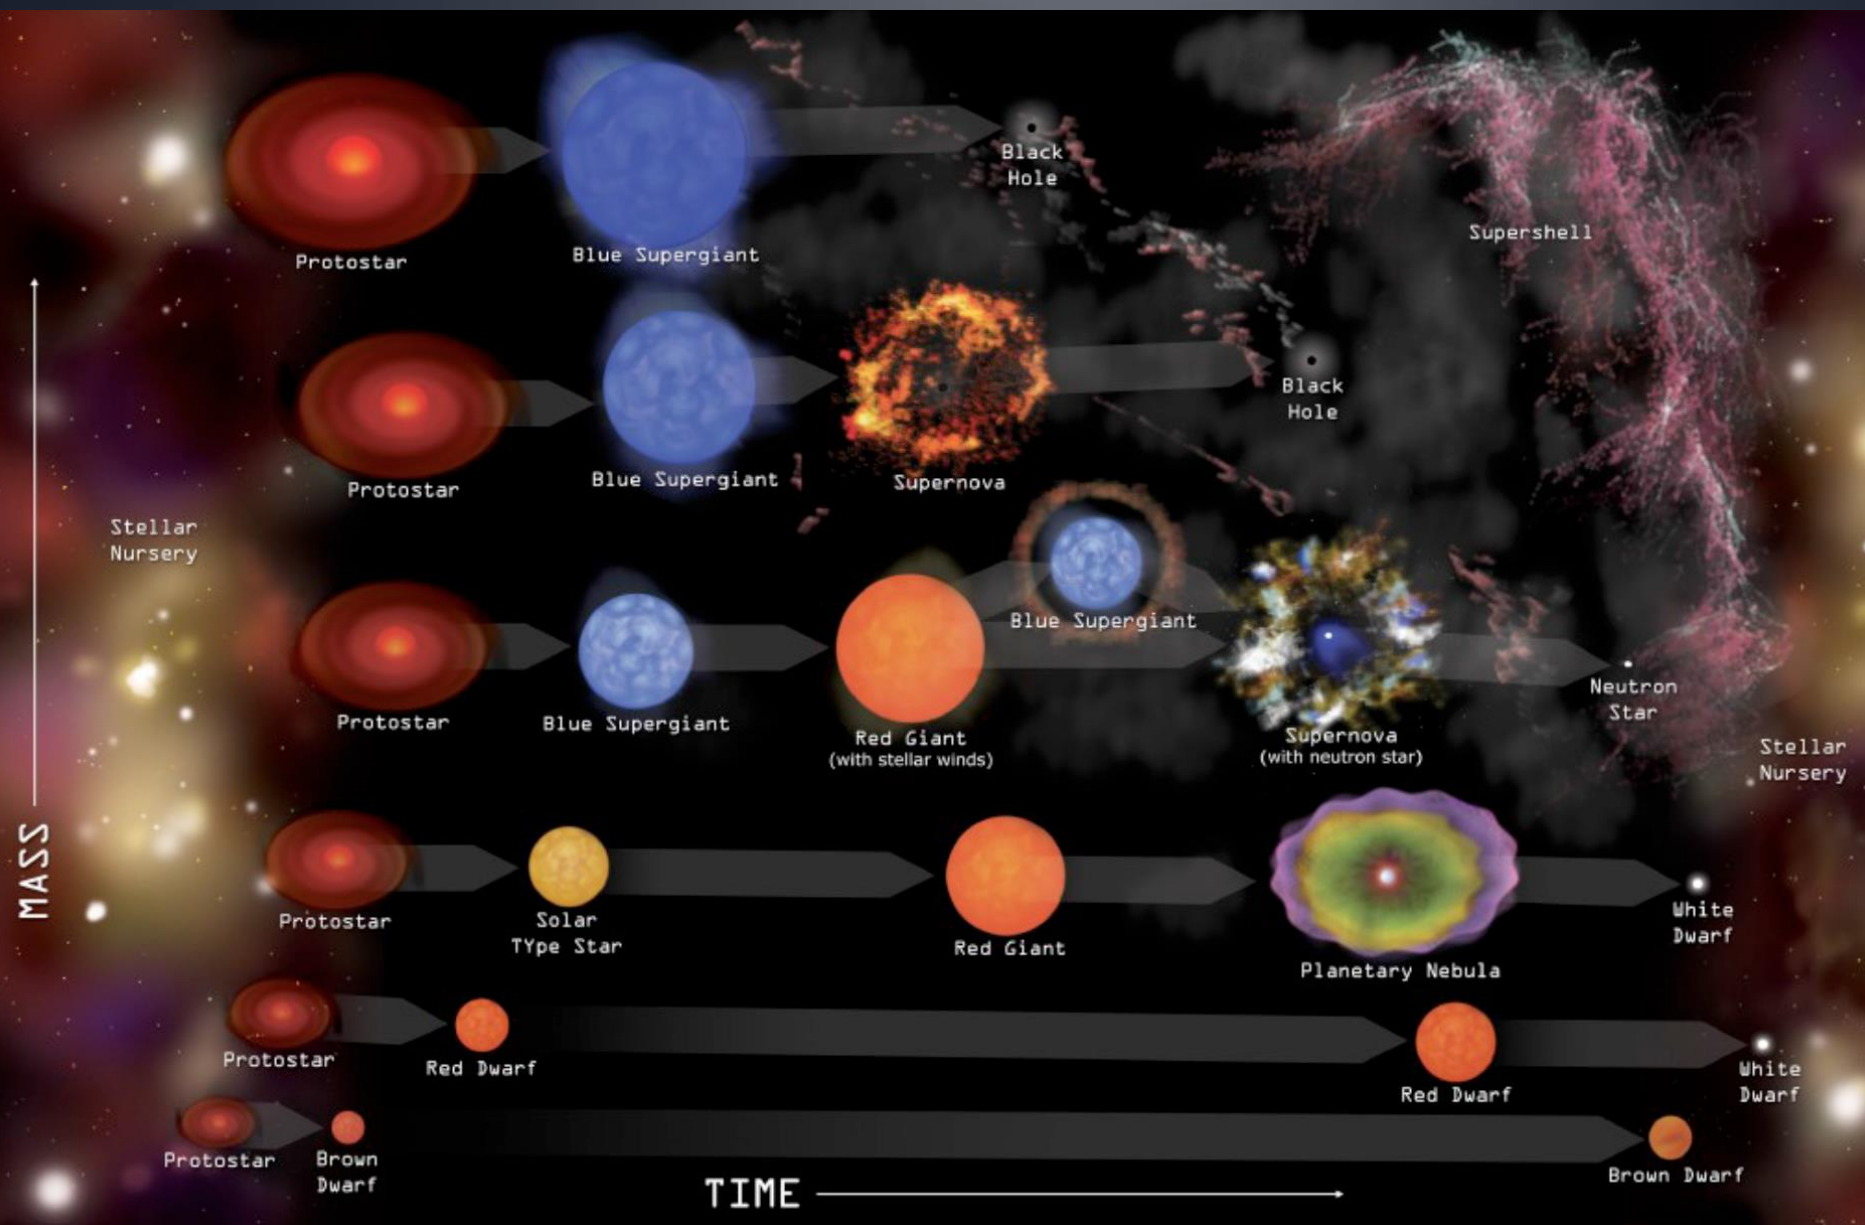 Black
Hole
Supershell
Protostar
Blue Supergiant
Black
Hole
Protostar
Blue Supergiant
Supernova
Stellar
Nursery
Blue Supergiant
Protostar
Blue Supergiant
Red Giant
(with stellar winds)
Supernova
(with neutron star)
Neutron
Star
Stellar
Nursery
MASS
Protostar
Solar
TYpe Star
Red Giant
Planetary Nebula
White
Dwarf
Protostar
Red Dwarf
Red Dwarf
White
Dwarf
Protostar
Brown
Dwarf
Brown Dwarf
TIME